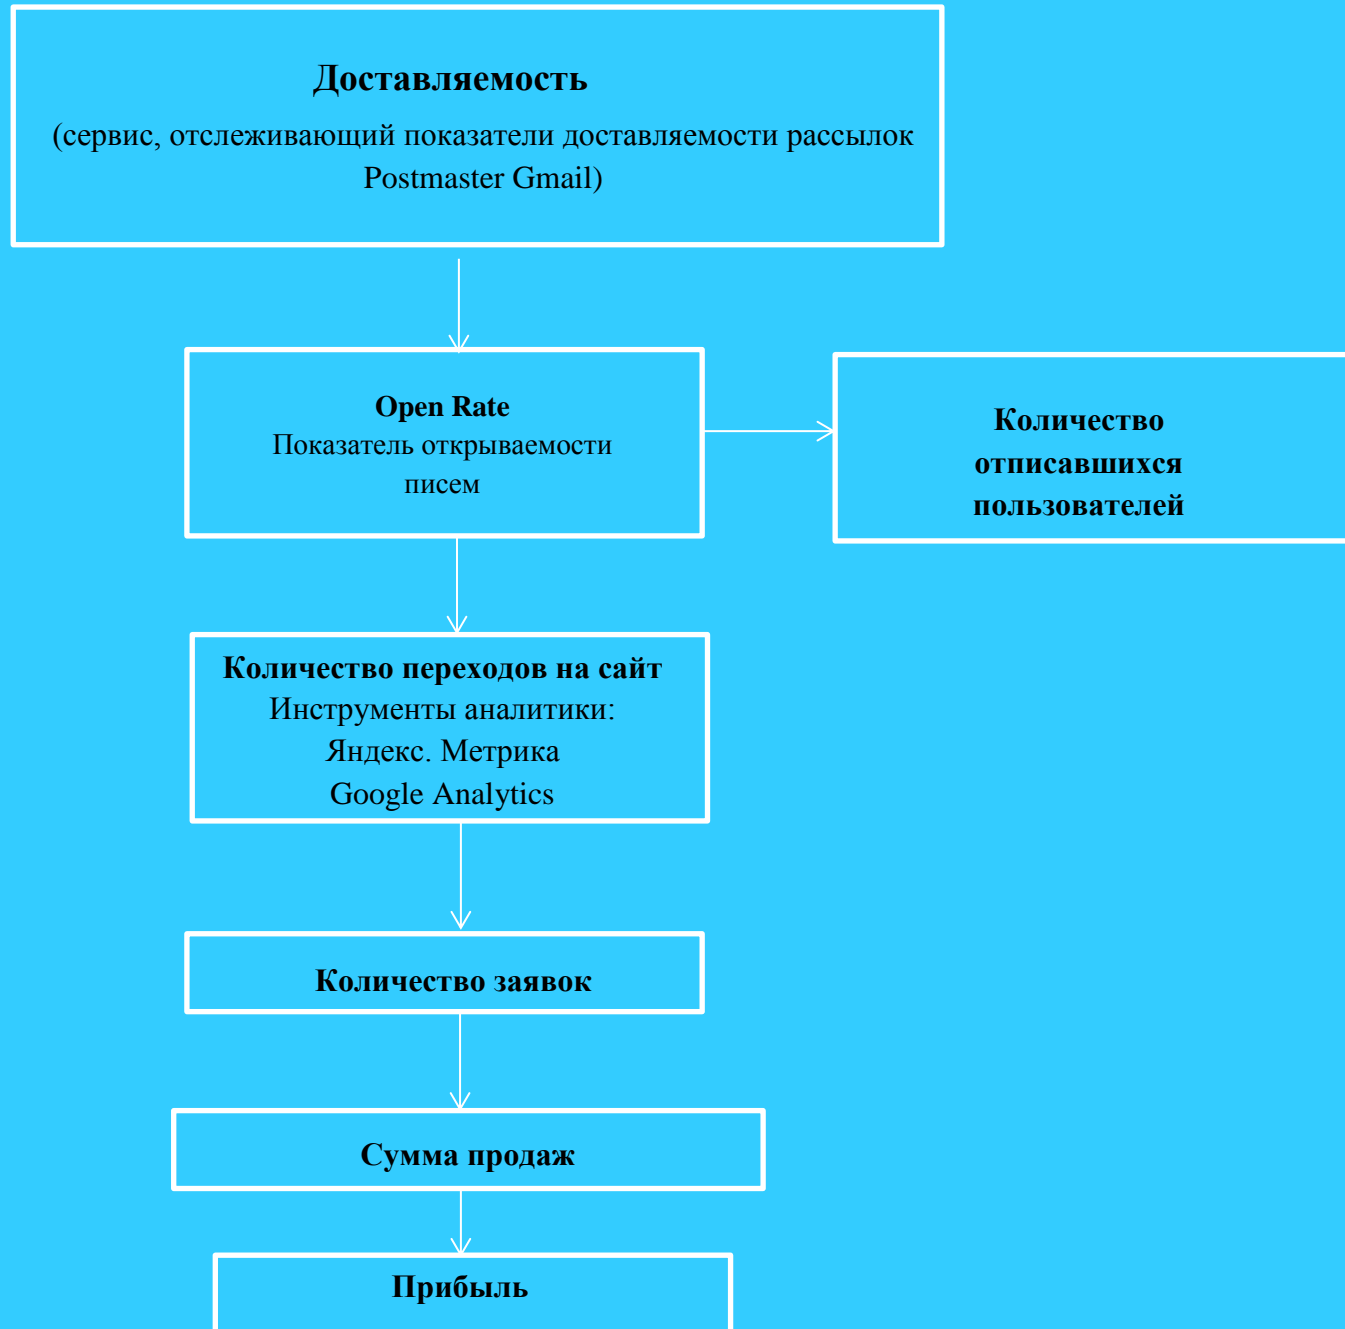 Доставляемость
(сервис, отслеживающий показатели доставляемости рассылок
Postmaster Gmail)
Open Rate
Показатель открываемости
писем
Количество
отписавшихся
пользователей
Количество переходов на сайт
Инструменты аналитики:
Яндекс. Метрика
Google Analytics
Количество заявок
Сумма продаж
Прибыль